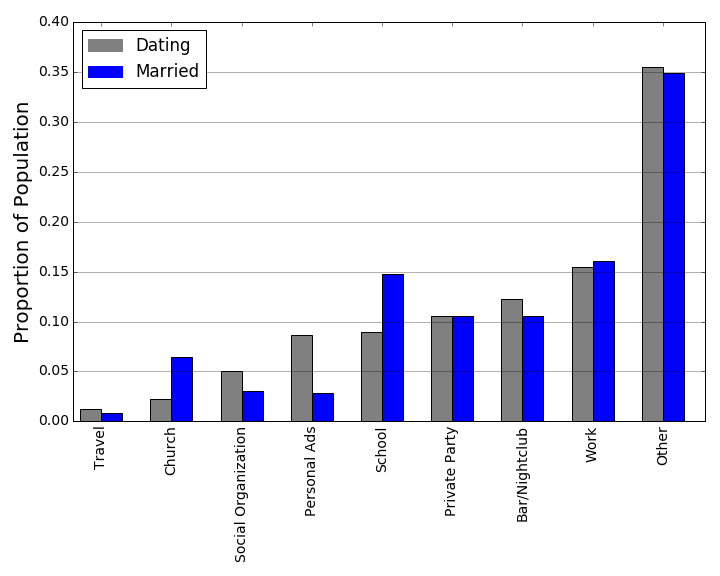 Dating
Married
Proportion of Population
0.40
0.35
0.30
0.25
0.20
0.15
0.10
0.05
0.00
Travel
Church
Social Organization
Personal Ads
School
Private Party
Bar/Nightclub
Work
Other